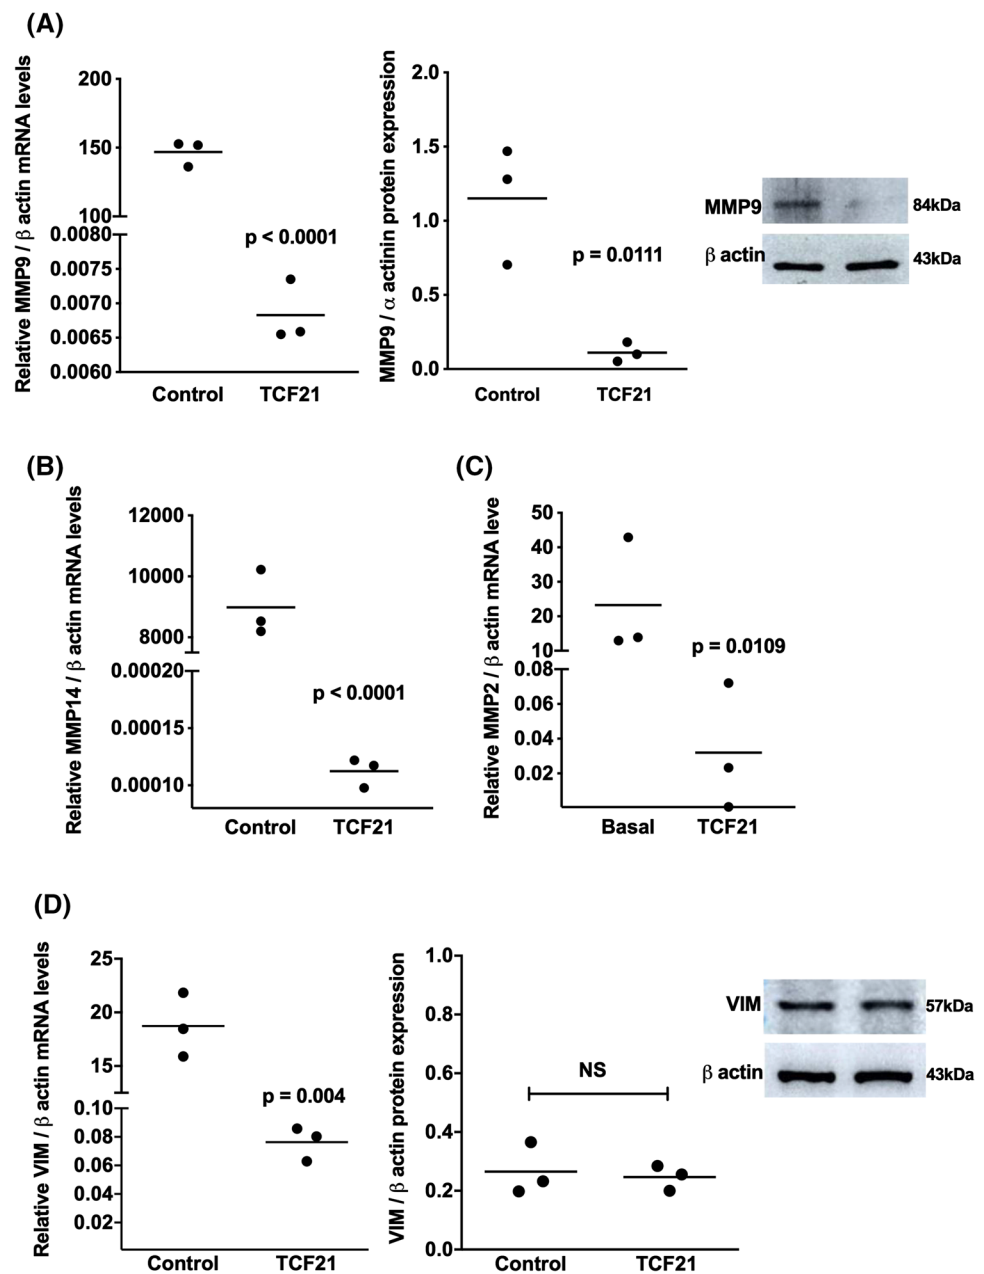 (A)
Relative MMP9 / β actin mRNA levels
200
150
100
0.0080
0.0075
0.0070
0.0065
0.0060
p < 0.0001
Control
TCF21
MMP9 / α actinin protein expression
2.0
1.5
1.0
0.5
0.0
p = 0.0111
Control
TCF21
MMP9
84kDa
β actin
43kDa
(B)
Relative MMP14 / β actin mRNA levels
12000
10000
8000
0.00020
0.00015
0.00010
p < 0.0001
Control
TCF21
(C)
Relative MMP2 / β actin mRNA leve
50
40
30
20
10
0.08
0.06
0.04
0.02
p = 0.0109
Basal
TCF21
(D)
Relative VIM / β actin mRNA levels
25
20
15
0.10
0.08
0.06
0.04
0.02
p = 0.004
Control
TCF21
VIM / β actin protein expression
1.0
0.8
0.6
0.4
0.2
0.0
NS
Control
TCF21
VIM
57kDa
β actin
43kDa